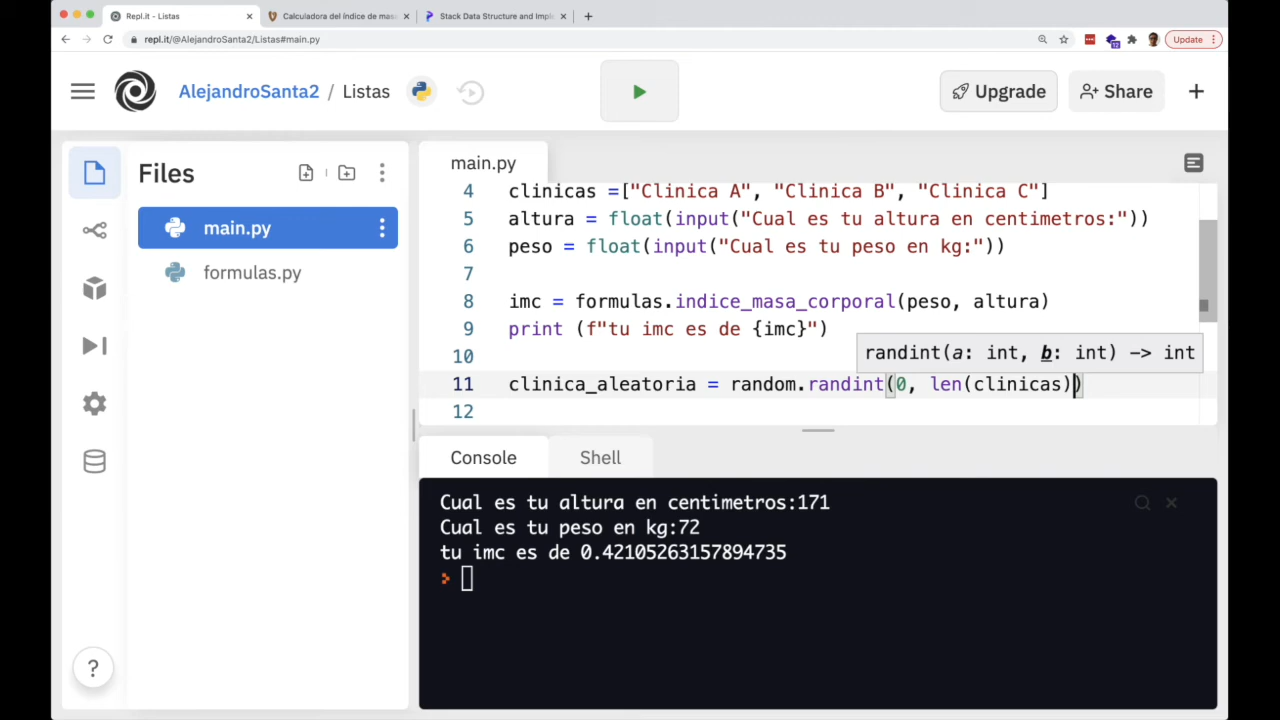 Repl.it - Listas
Calculadora del índice de masa
Stack Data Structure and Imple
repl.it/@AlejandroSanta2/Listas#main.py
12
Update
AlejandroSanta2 / Listas
Upgrade
Share
Files
main.py
formulas.py
main.py
4 clinicas =["Clinica A", "Clinica B", "Clinica C"]
5 altura = float(input("Cual es tu altura en centimetros:"))
6 peso = float(input("Cual es tu peso en kg:"))
7
8 imc = formulas.indice_masa_corporal(peso, altura)
9 print (f"tu imc es de {imc}")
randint(a: int, b: int) -> int
10
11 clinica_aleatoria = random.randint(0, len(clinicas))
12
Console
Shell
Cual es tu altura en centimetros:171
Cual es tu peso en kg:72
tu imc es de 0.42105263157894735
?